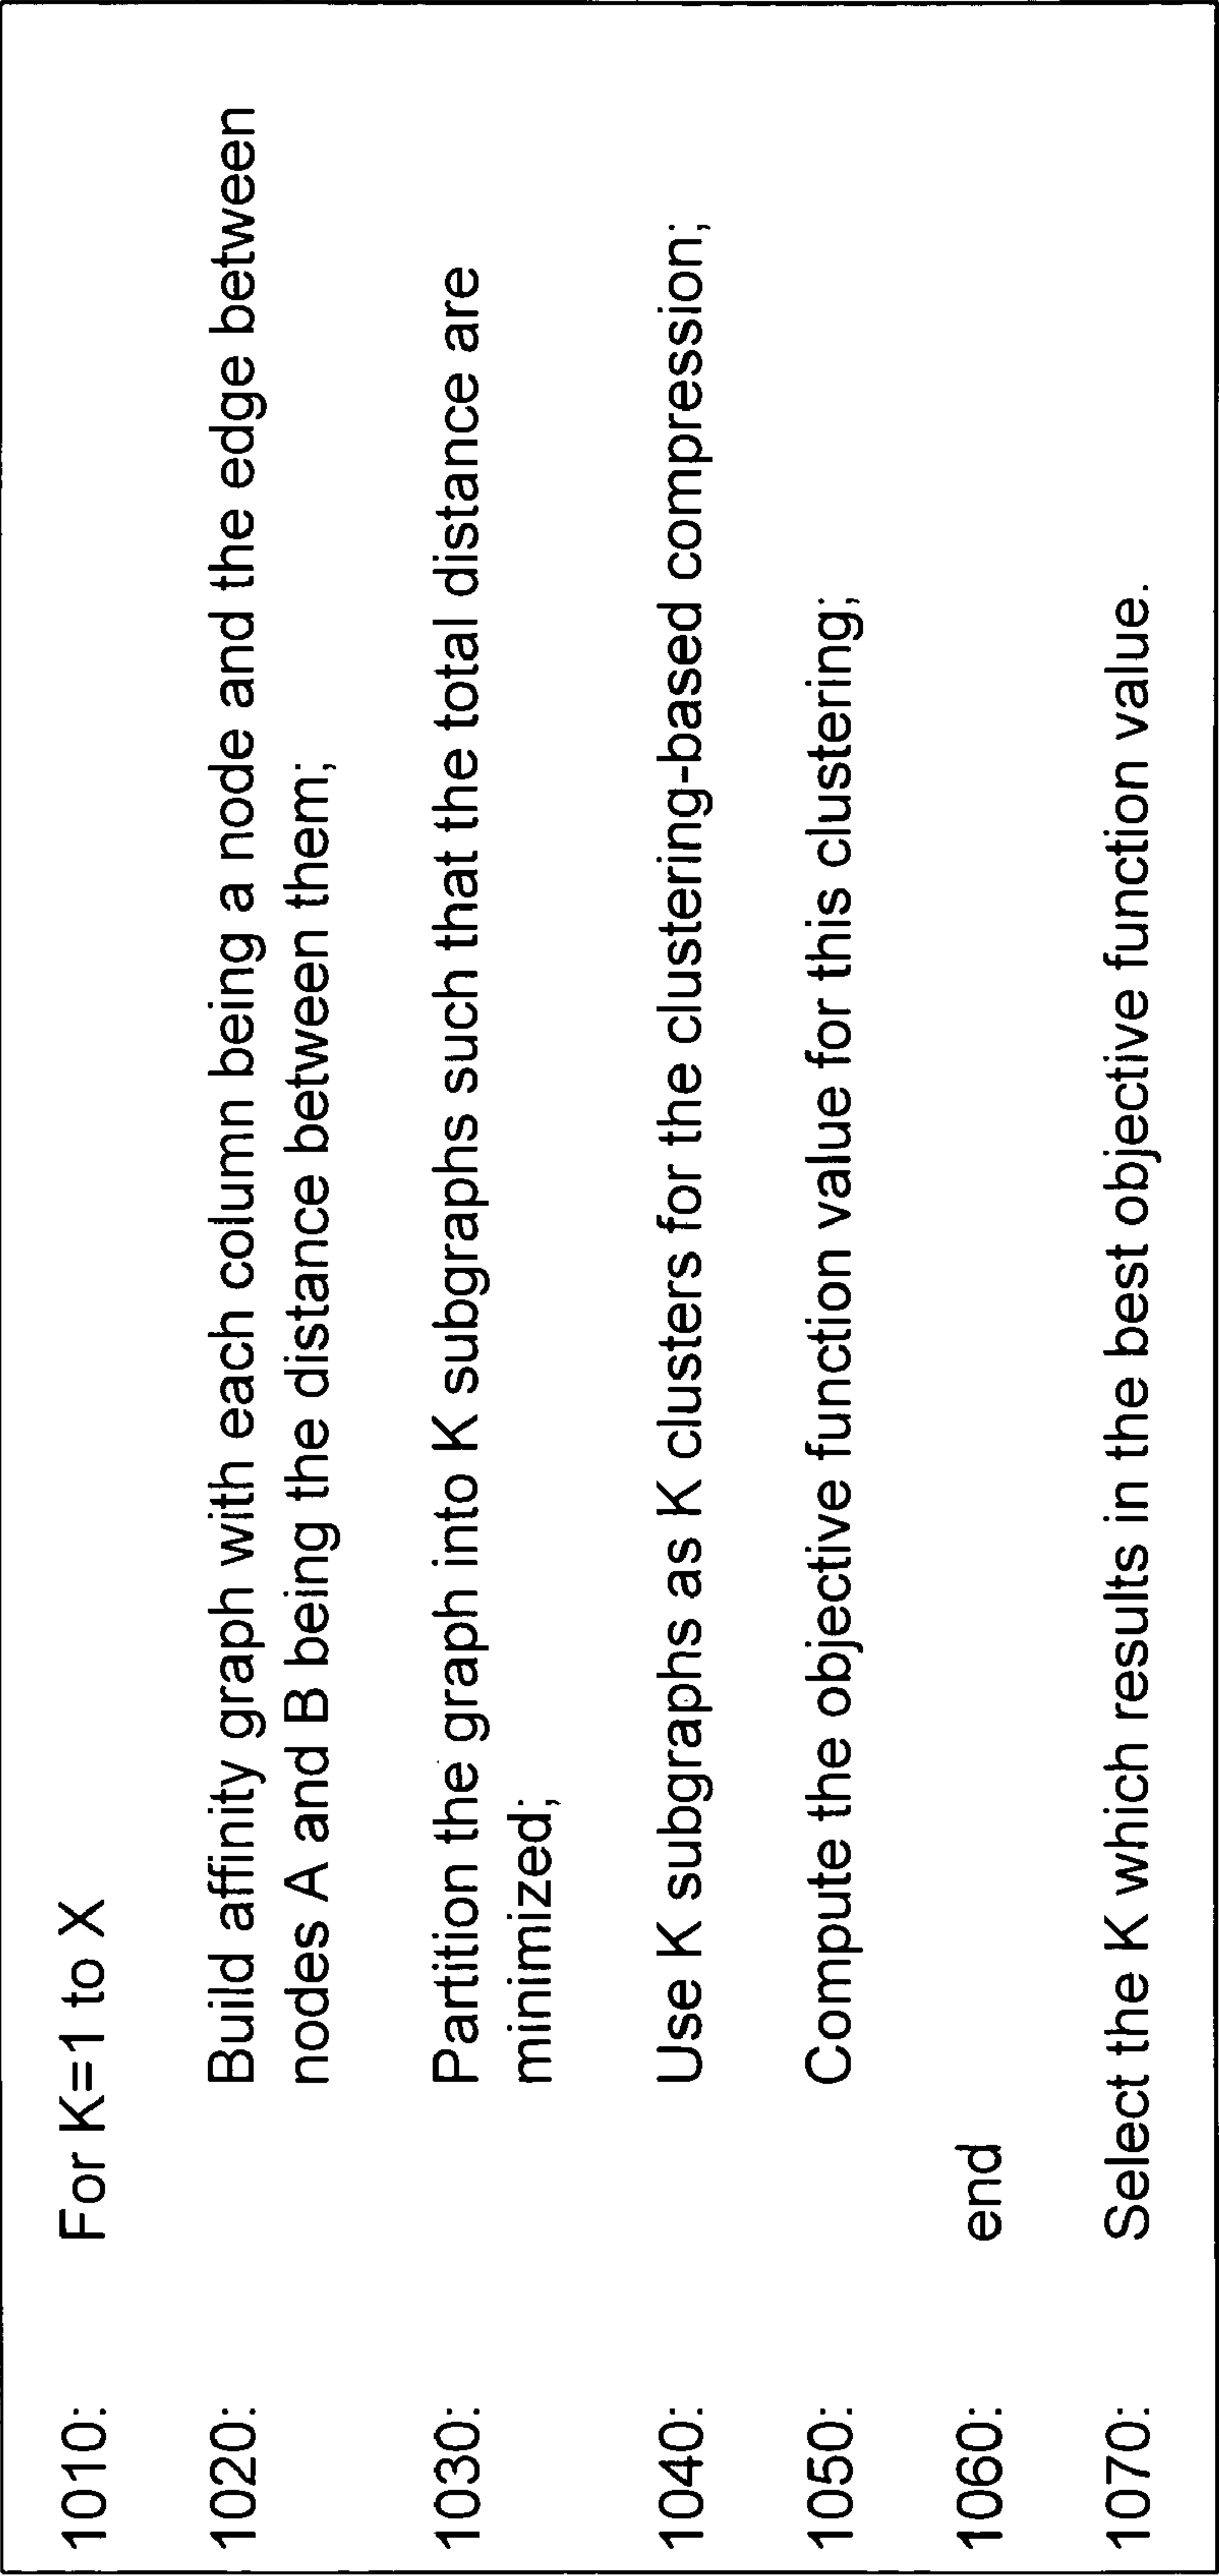 1010: For K=1 to X
1020: Build affinity graph with each column being a node and the edge between
nodes A and B being the distance between them;
1030: Partition the graph into K subgraphs such that the total distance are
minimized;
1040: Use K subgraphs as K clusters for the clustering-based compression;
1050: Compute the objective function value for this clustering;
1060: end
1070: Select the K which results in the best objective function value.